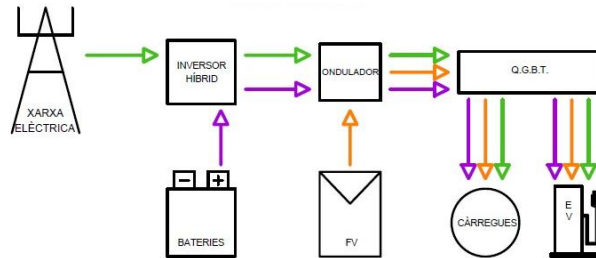 XARXA
ELÈCTRICA
INVERSOR
HÍBRID
ONDULADOR
Q.G.B.T.
BATERIES
FV
CÀRREGUES
E
V